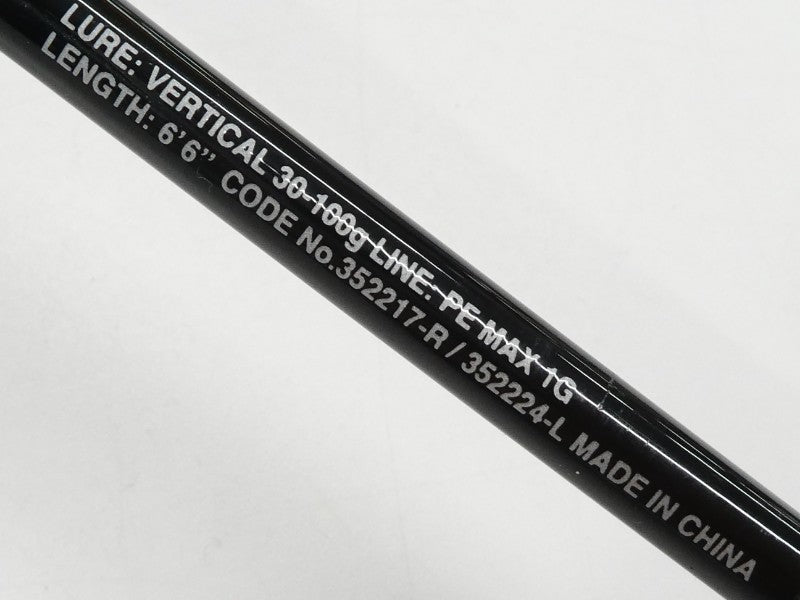 LURE: VERTICAL 30-100g LINE: PE MAX 1G
LENGTH: 6'6" CODE No.352217-R / 352224-L MADE IN CHINA